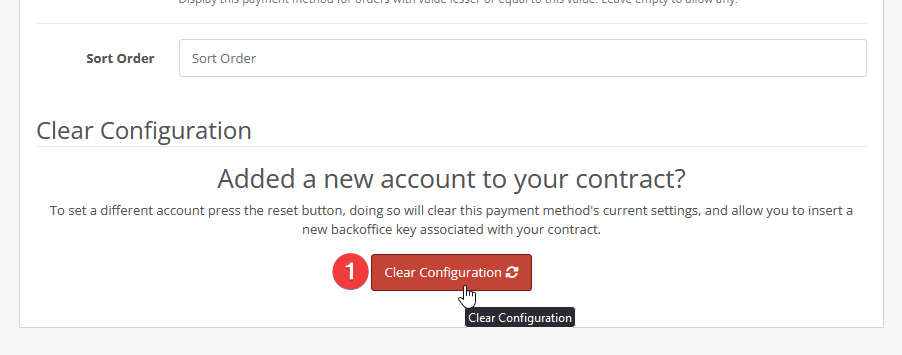 Display this payment method for orders with value lesser or equal to this value. Leave empty to allow any.
Sort Order
Sort Order
Clear Configuration
Added a new account to your contract?
To set a different account press the reset button, doing so will clear this payment method's current settings, and allow you to insert a
new backoffice key associated with your contract.
1
Clear Configuration
Clear Configuration